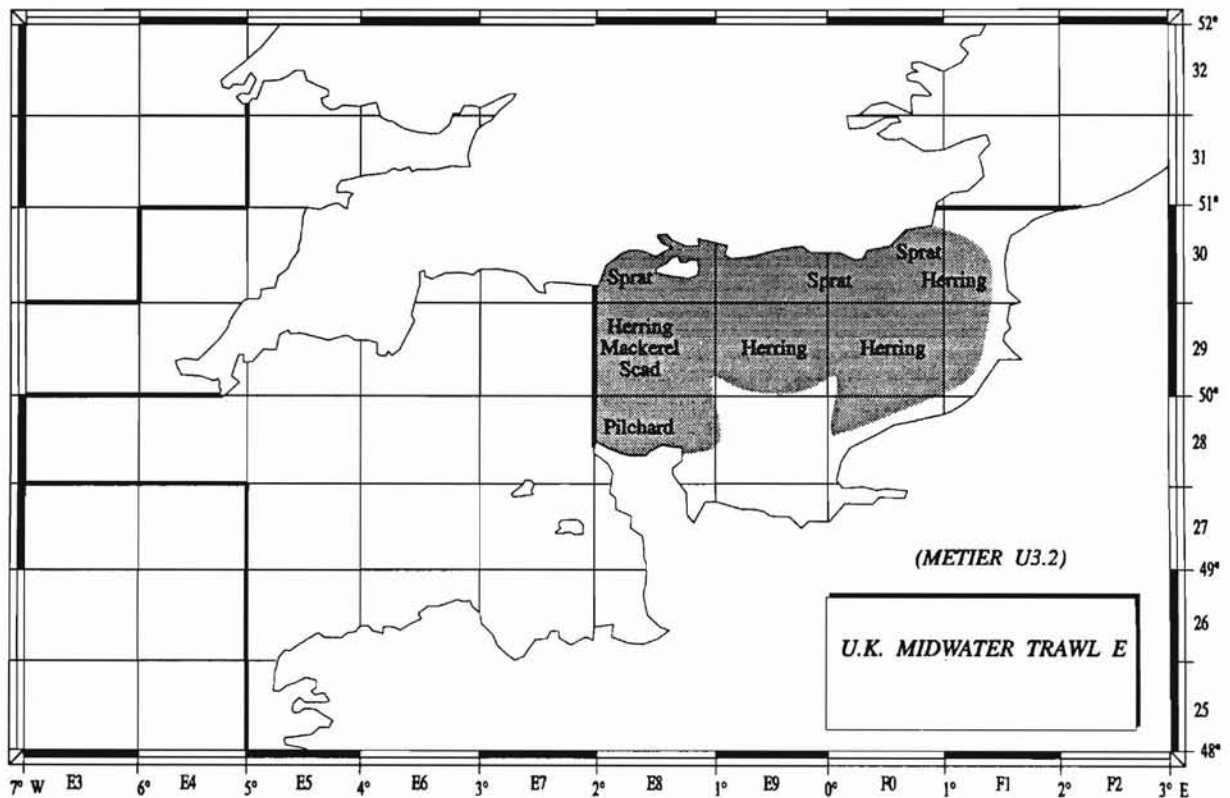 52°
32
31
51°
Sprat
30
Sprat
Sprat
Herring
Herring
Mackerel
Scad
Herring
Herring
29
50°
Pilchard
28
27
(METIER U3.2)
49°
26
U.K. MIDWATER TRAWL E
25
48°
7° W E3 6° E4 5° E5 4° E6 3° E7 2° E8 1° E9 0° F0 1° F1 2° F2 3° E